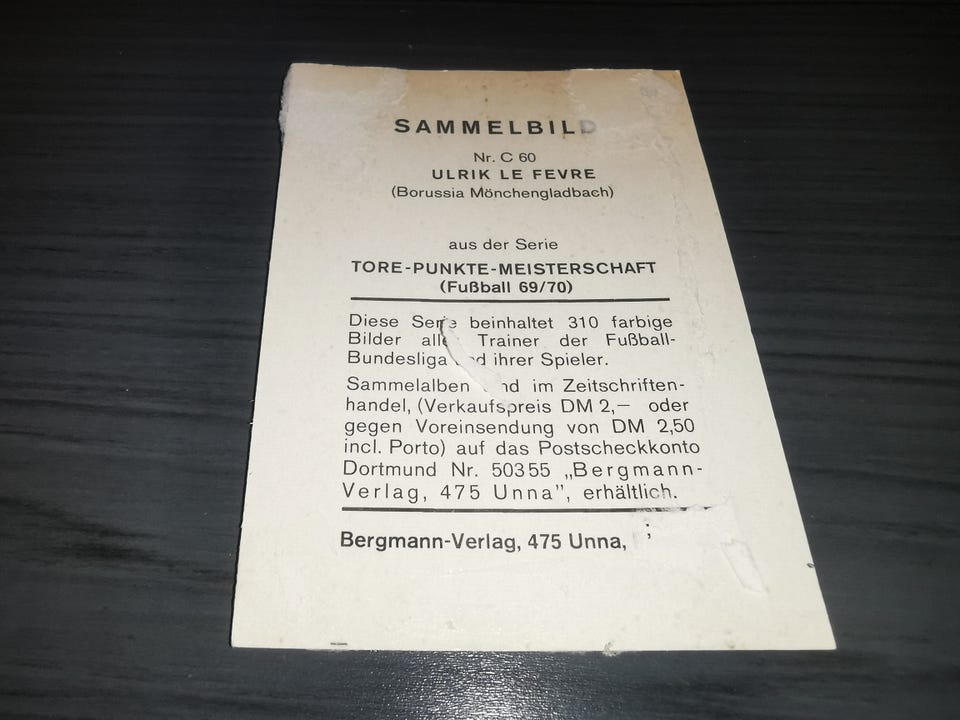 SAMMELBILD
Nr. C 60
ULRIK LE FEVRE
(Borussia Mönchengladbach)
aus der Serie
TORE-PUNKTE-MEISTERSCHAFT
(Fußball 69/70)
Diese Serie beinhaltet 310 farbige
Bilder aller Trainer der Fußball-
Bundesliga und ihrer Spieler.
Sammelalben sind im Zeitschriften-
handel, (Verkaufspreis DM 2,— oder
gegen Voreinsendung von DM 2,50
incl. Porto) auf das Postscheckkonto
Dortmund Nr. 50355 „Bergmann-
Verlag, 475 Unna”, erhältlich.
Bergmann-Verlag, 475 Unna,